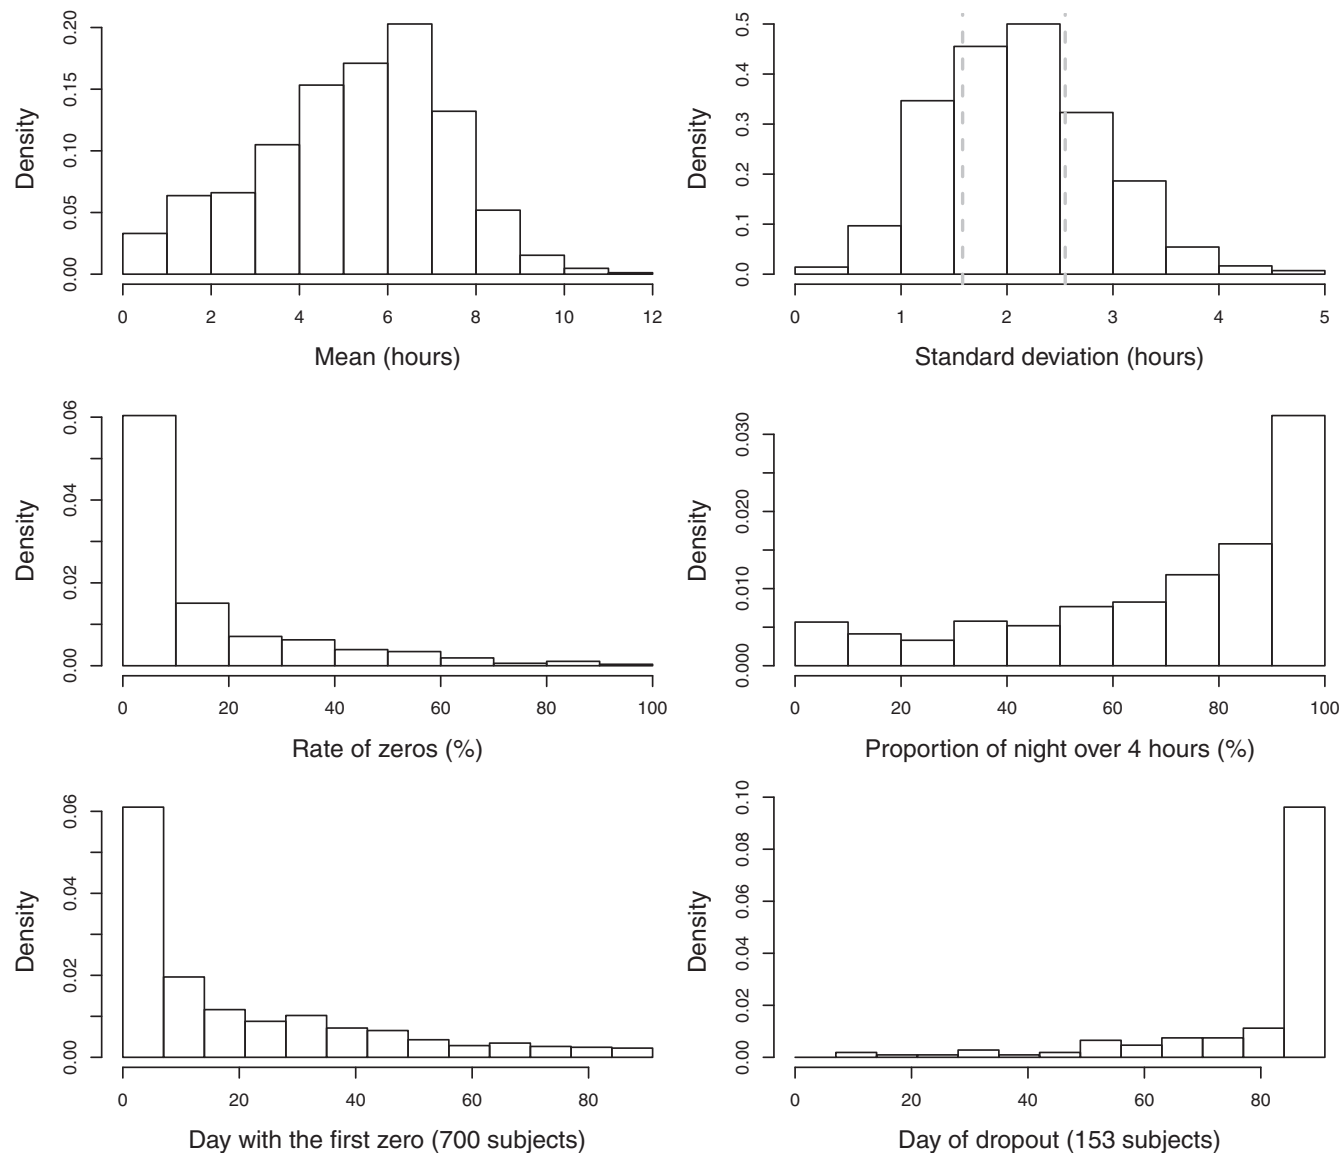 Density
0.00 0.05 0.10 0.15 0.20
0 2 4 6 8 10 12
Mean (hours)
Density
0.0 0.1 0.2 0.3 0.4 0.5
0 1 2 3 4 5
Standard deviation (hours)
Density
0.00 0.02 0.04 0.06
0 20 40 60 80 100
Rate of zeros (%)
Density
0.000 0.010 0.020 0.030
0 20 40 60 80 100
Proportion of night over 4 hours (%)
Density
0.00 0.02 0.04 0.06
0 20 40 60 80
Day with the first zero (700 subjects)
Density
0.00 0.02 0.04 0.06 0.08 0.10
0 20 40 60 80
Day of dropout (153 subjects)